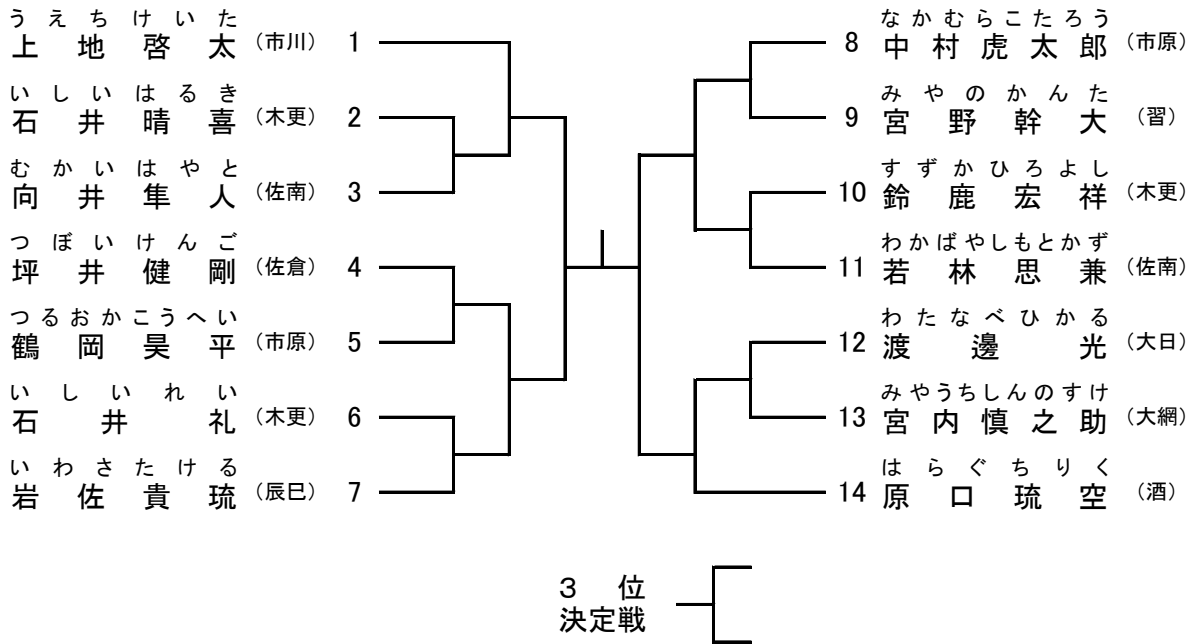 うえちけいた
上地啓太 （市川） 1
いしいはるき
石井晴喜 （木更） 2
むかいはやと
向井隼人 （佐南） 3
つぼいけんご
坪井健剛 （佐倉） 4
つるおかこうへい
鶴岡昊平 （市原） 5
いしいれい
石井礼 （木更） 6
いわさたける
岩佐貴琉 （辰巳） 7
なかむらこたろう
8 中村虎太郎 （市原）
みやのかんた
9 宮野幹大 （習）
すずかひろよし
10 鈴鹿宏祥 （木更）
わかばやしもとかず
11 若林思兼 （佐南）
わたなべひかる
12 渡邊光 （大日）
みやうちしんのすけ
13 宮内慎之助 （大網）
はらぐちりく
14 原口琉空 （酒）
３位
決定戦